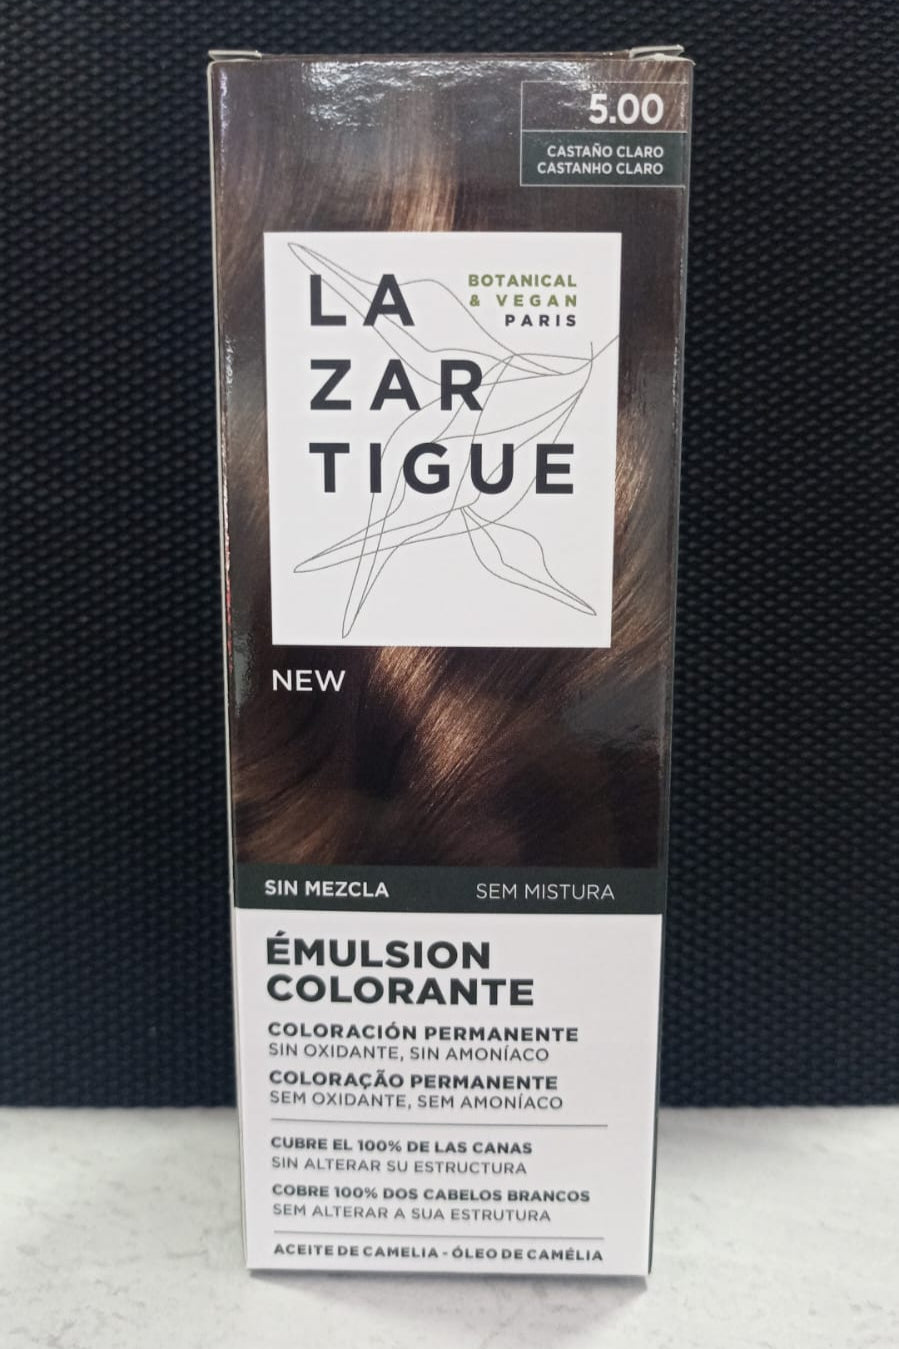 5.00
CASTAÑO CLARO
CASTANHO CLARO
LA
ZAR
TIGUE
BOTANICAL
& VEGAN
PARIS
NEW
SIN MEZCLA SEM MISTURA
ÉMULSION
COLORANTE
COLORACIÓN PERMANENTE
SIN OXIDANTE, SIN AMONÍACO
COLORAÇÃO PERMANENTE
SEM OXIDANTE, SEM AMONÍACO
CUBRE EL 100% DE LAS CANAS
SIN ALTERAR SU ESTRUCTURA
COBRE 100% DOS CABELOS BRANCOS
SEM ALTERAR A SUA ESTRUTURA
ACEITE DE CAMELIA - ÓLEO DE CAMÉLIA